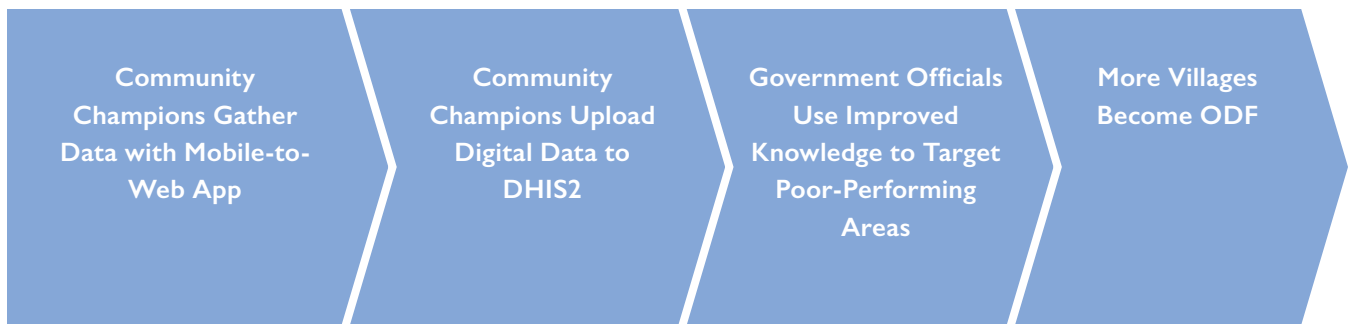 Community
Champions Gather
Data with Mobile-to-
Web App
Community
Champions Upload
Digital Data to
DHIS2
Government Officials
Use Improved
Knowledge to Target
Poor-Performing
Areas
More Villages
Become ODF